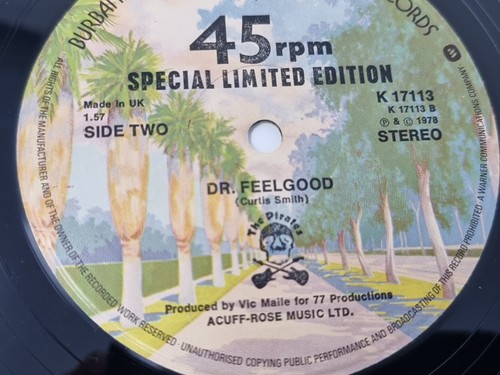 45rpm
SPECIAL LIMITED EDITION
Made In UK
1.57
SIDE TWO
K 17113
K 17113 B
Ⓟ & © 1978
STEREO
DR. FEELGOOD
(Curtis Smith)
The Pirates
Produced by Vic Maile for 77 Productions
ACUFF-ROSE MUSIC LTD.
ALL RIGHTS OF THE MANUFACTURER AND OF THE OWNER OF THE RECORDED WORK RESERVED · UNAUTHORISED COPYING PUBLIC PERFORMANCE AND BROADCASTING OF THIS RECORD PROHIBITED A WARNER COMMUNICATIONS COMPANY